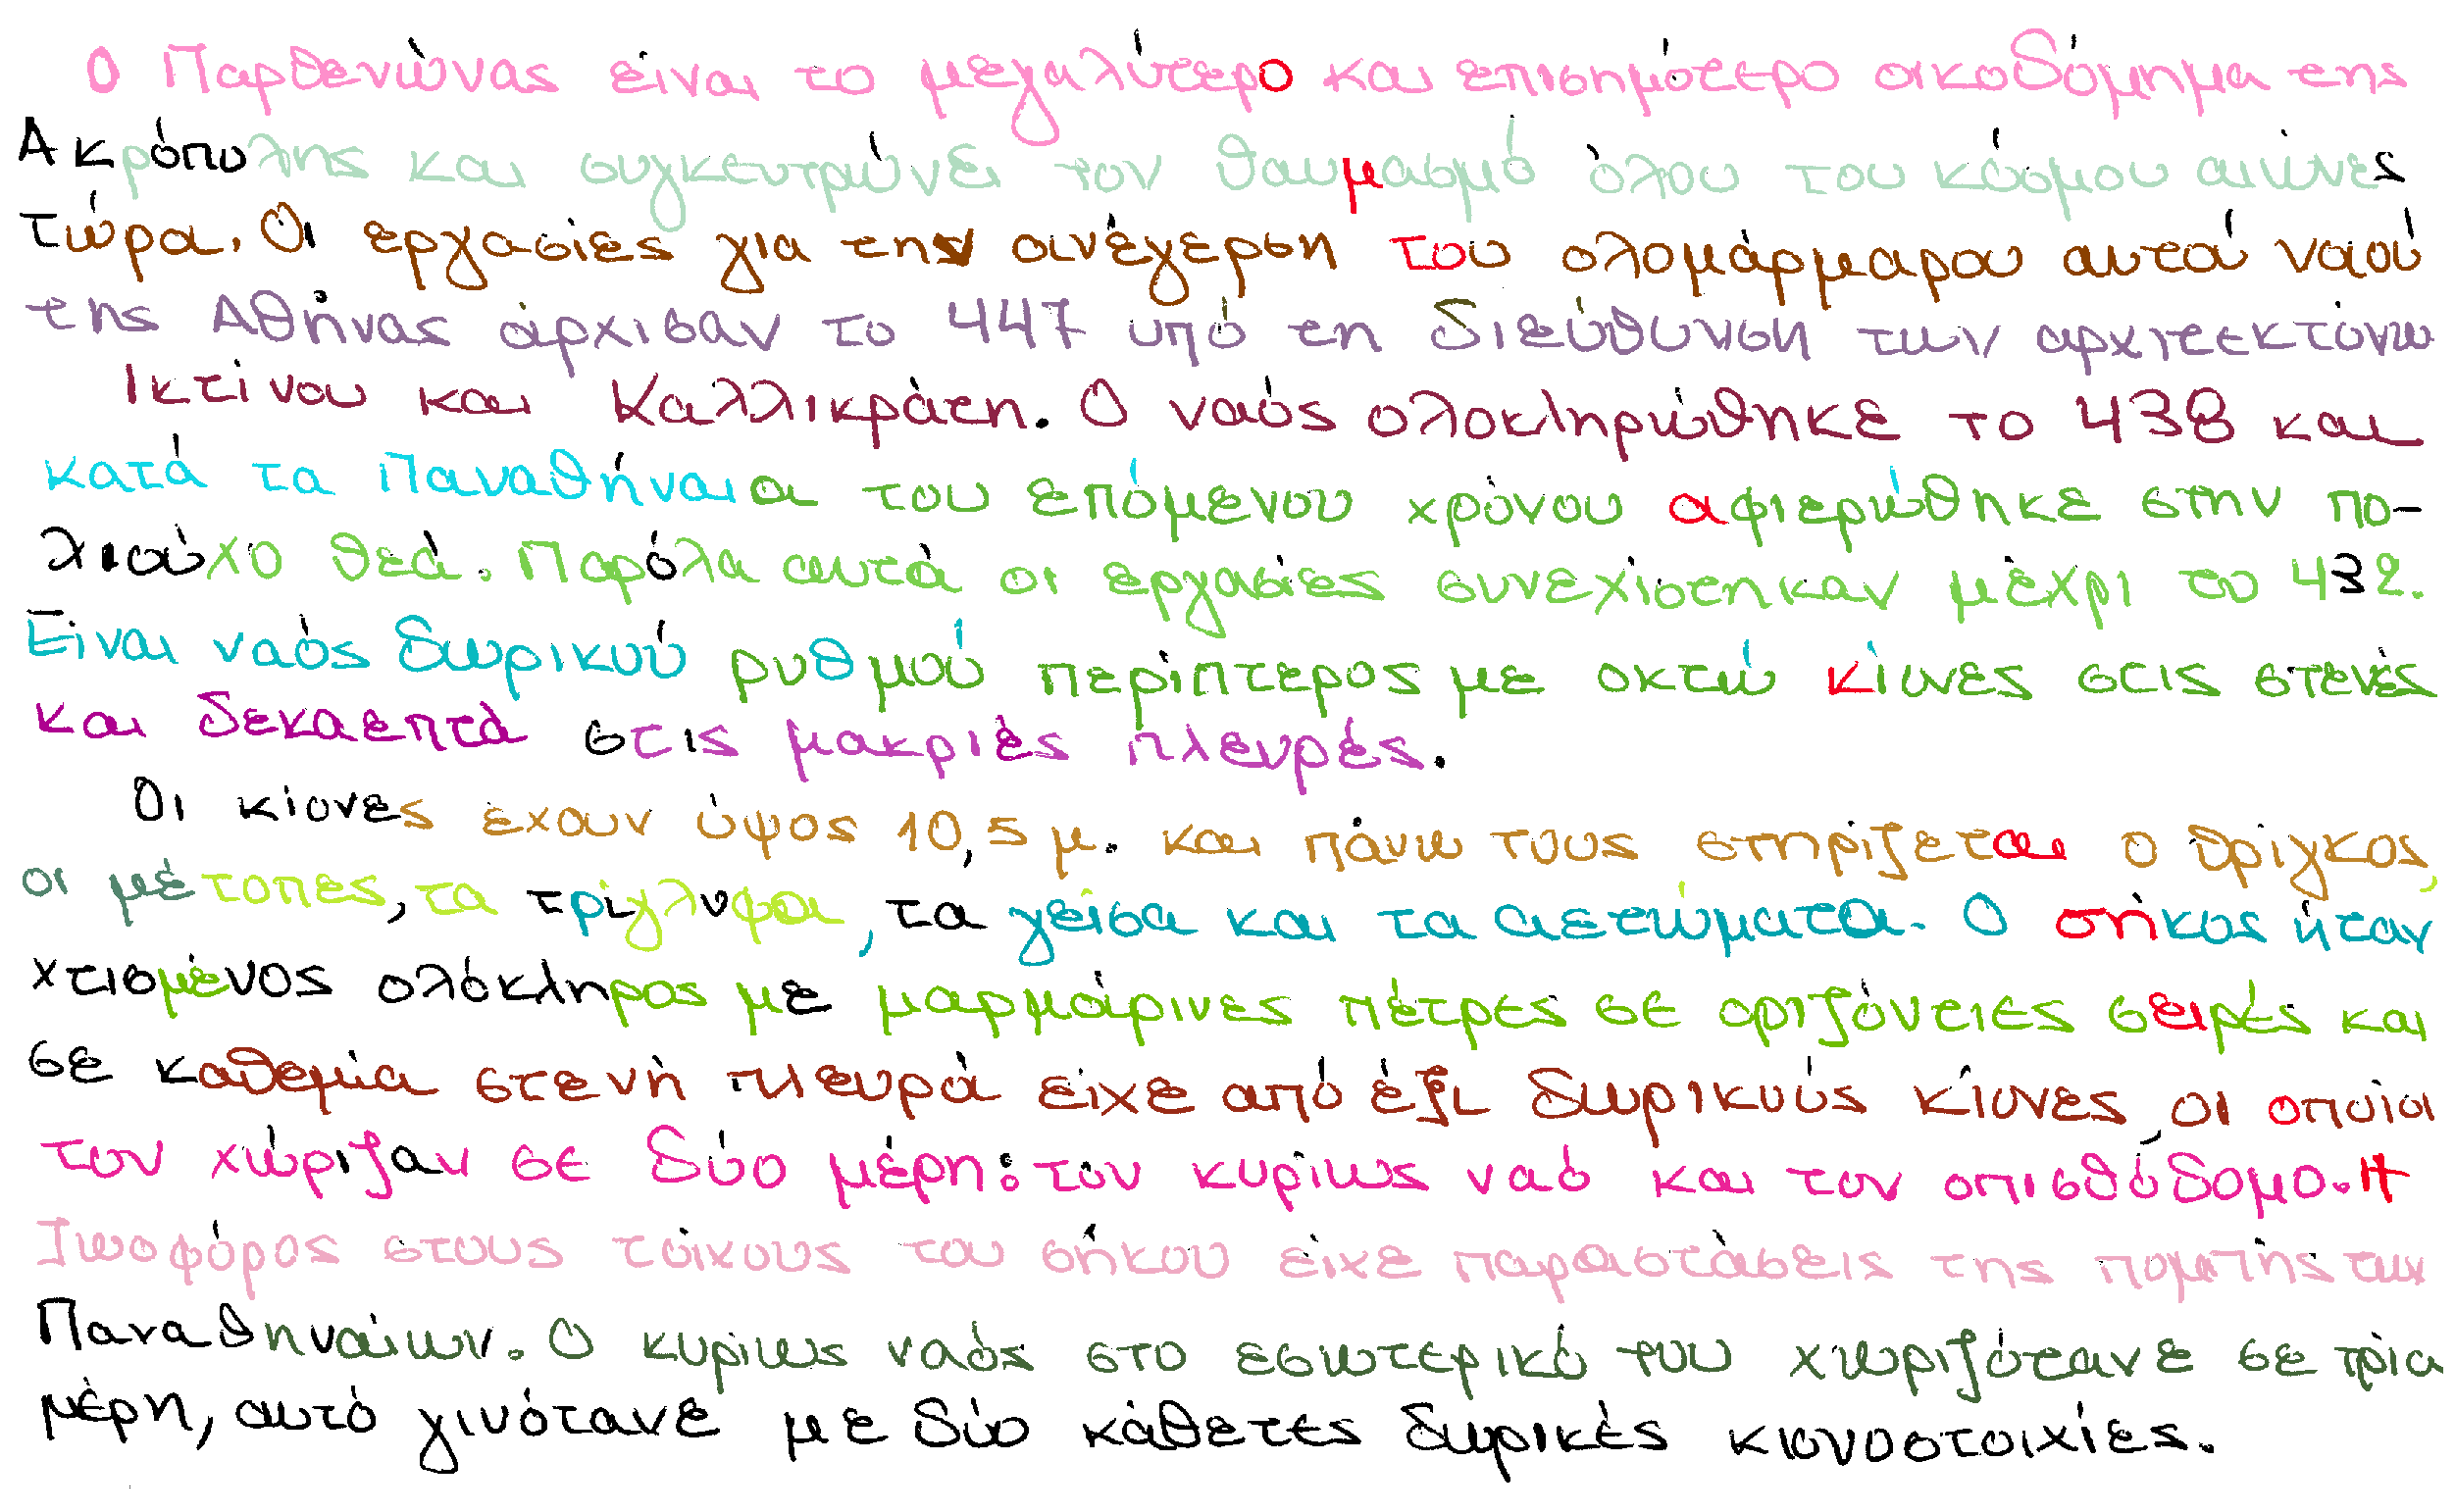 Ο Παρθενώνας είναι το μεγαλύτερο και επισημότερο οικοδόμημα της
Ακρόπολης και συγκεντρώνει τον θαυμασμό όλου του κόσμου αιώνες
τώρα. Οι εργασίες για την ανέγερση του ολομάρμαρου αυτού ναού
της Αθήνας άρχισαν το 447 υπό τη διεύθυνση των αρχιτεκτόνω
Ικτίνου και Καλλικράτη. Ο ναός ολοκληρώθηκε το 438 και
κατά τα Παναθήναια του επόμενου χρόνου αφιερώθηκε στην πο-
λιούχο θεά. Παρόλα αυτά οι εργασίες συνεχίστηκαν μέχρι το 432.
Είναι ναός δωρικού ρυθμού περίπτερος με οκτώ κίονες στις στενές
και δεκαεπτά στις μακριές πλευρές.
Οι κίονες έχουν ύψος 10,5 μ. και πάνω τους στηρίζεται ο θρίγκος,
οι μέτοπες, τα τρίγλυφα, τα γείσα και τα αετώματα. Ο σηκός ήταν
χτισμένος ολόκληρος με μαρμάρινες πέτρες σε οριζόντιες σειρές και
σε καθεμία στενή πλευρά είχε από έξι δωρικούς κίονες, οι οποίοι
τον χώριζαν σε δύο μέρη: τον κυρίως ναό και τον οπισθόδομο. Η
Ζωοφόρος στους τοίχους του σηκού είχε παραστάσεις της πομπής των
Παναθηναίων. Ο κυρίως ναός στο εσωτερικό του χωριζότανε σε τρία
μέρη, αυτό γινότανε με δύο κάθετες δωρικές κιονοστοιχίες.